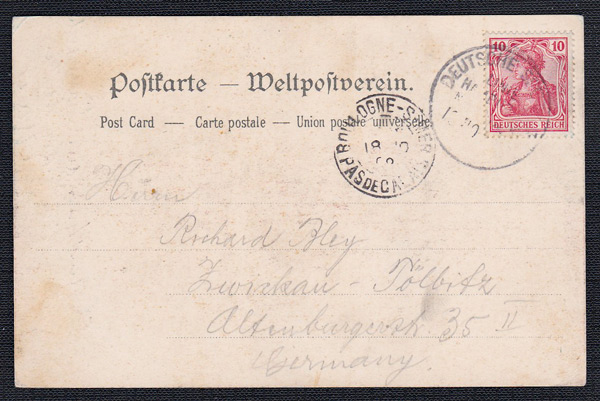 10 10
DEUTSCHE
DEUTSCHES REICH
Postkarte — Weltpostverein.
Post Card — Carte postale — Union postale universelle
BOULOGNE-S-MER
PAS DE CALAIS
Herrn
Richard Bley
Zwickau - Pölbitz
Altenburgerstr. 35 II
Germany.